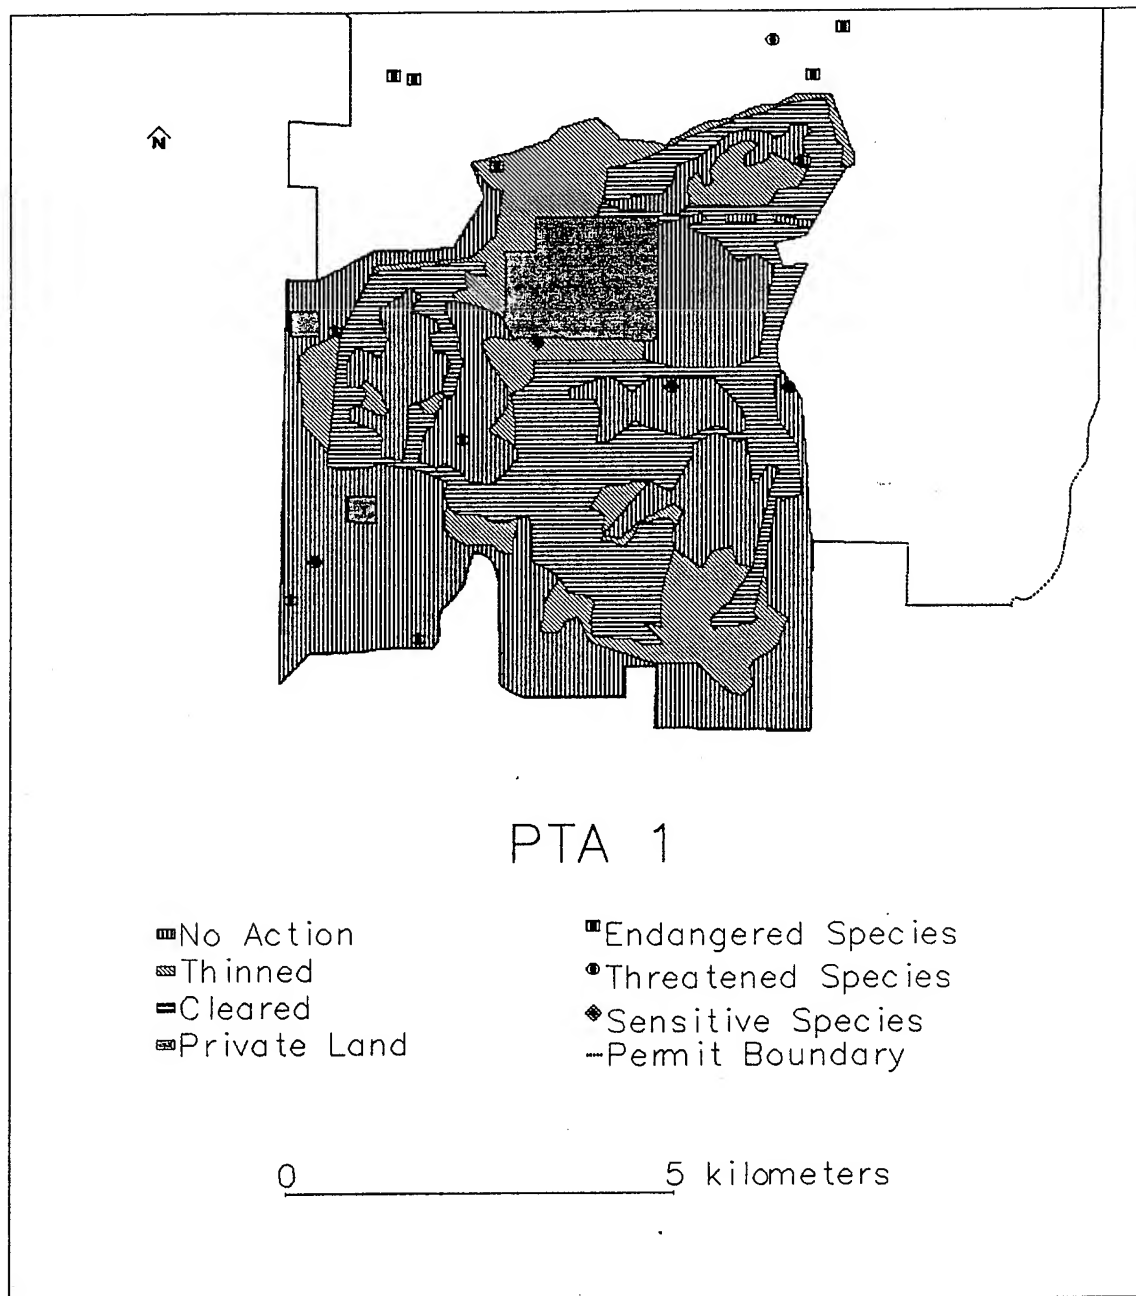 N
PTA 1
No Action
Thinned
Cleared
Private Land
Endangered Species
Threatened Species
Sensitive Species
Permit Boundary
0 5 kilometers